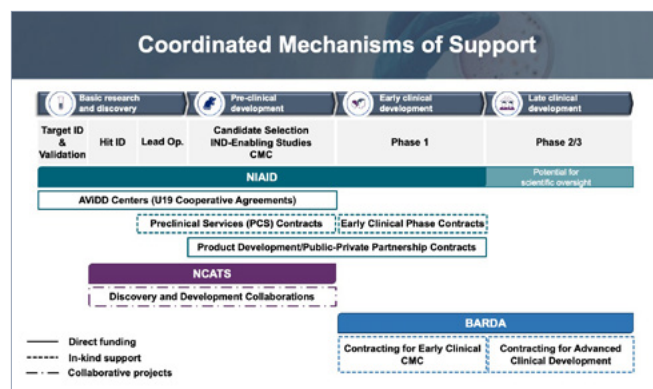 Coordinated Mechanisms of Support
Basic research
and discovery
Pre-clinical
development
Early clinical
development
Late clinical
development
Target ID
&
Validation
Hit ID
Lead Op.
Candidate Selection
IND-Enabling Studies
CMC
Phase 1
Phase 2/3
NIAID
Potential for
scientific oversight
AViDD Centers (U19 Cooperative Agreements)
Preclinical Services (PCS) Contracts
Early Clinical Phase Contracts
Product Development/Public-Private Partnership Contracts
NCATS
Discovery and Development Collaborations
BARDA
Contracting for Early Clinical
CMC
Contracting for Advanced
Clinical Development
Direct funding
In-kind support
Collaborative projects